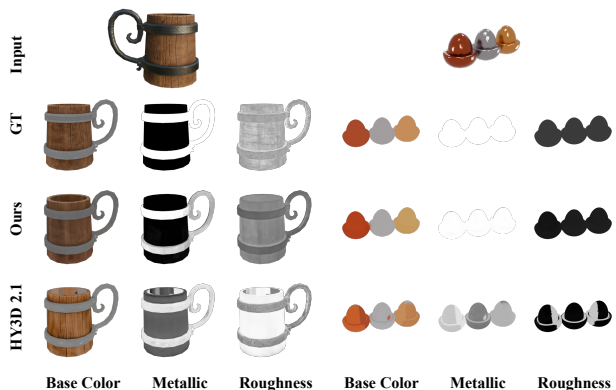 Input
GT
Ours
HY3D 2.1
Base Color Metallic Roughness Base Color Metallic Roughness